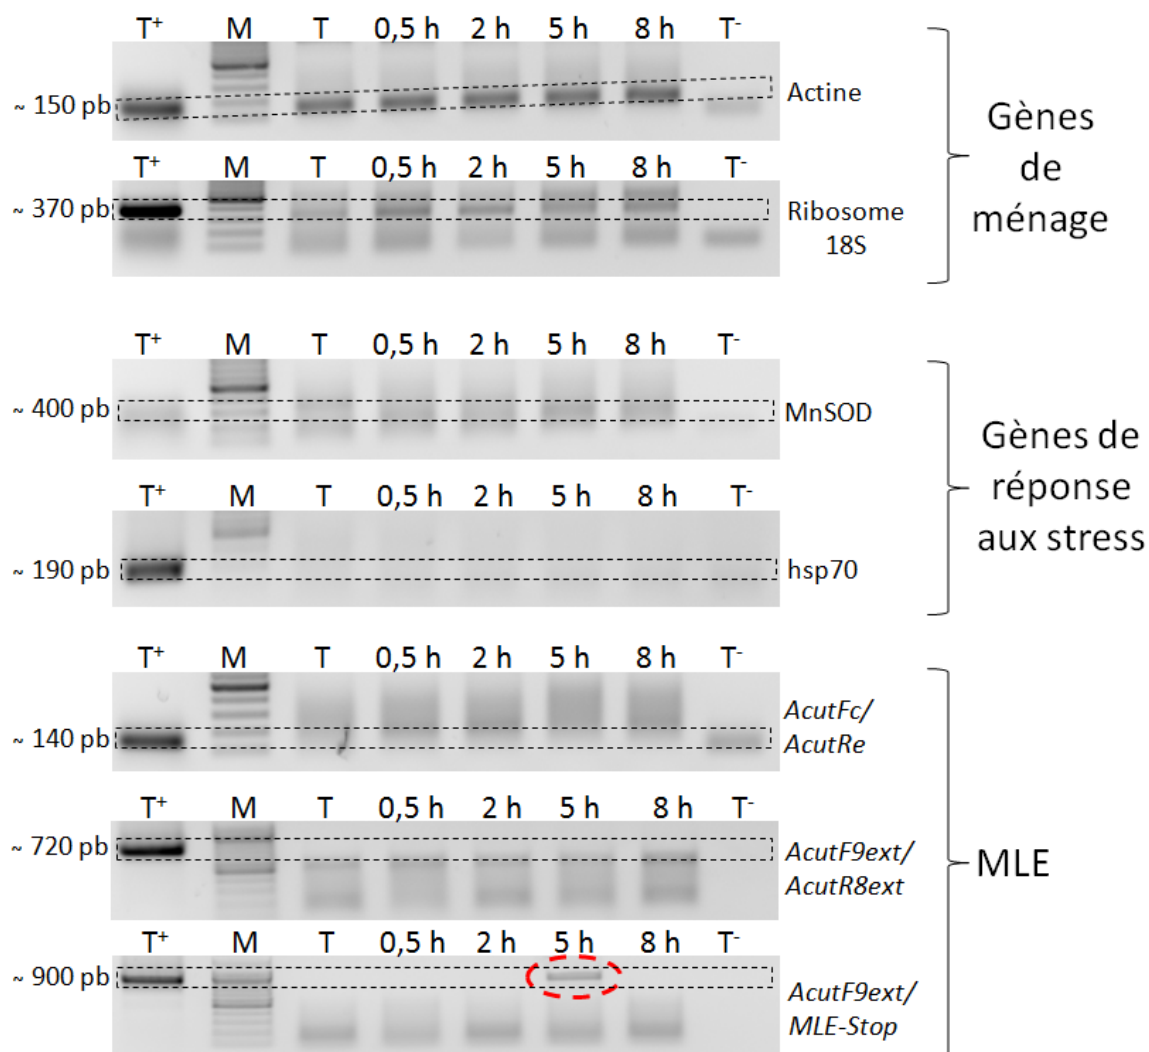 T+ M T 0,5 h 2 h 5 h 8 h T-
~ 150 pb
Actine
T+ M T 0,5 h 2 h 5 h 8 h T-
~ 370 pb
Ribosome
18S
Gènes
de
ménage
T+ M T 0,5 h 2 h 5 h 8 h T-
~ 400 pb
MnSOD
T+ M T 0,5 h 2 h 5 h 8 h T-
~ 190 pb
hsp70
Gènes de
réponse
aux stress
T+ M T 0,5 h 2 h 5 h 8 h T-
~ 140 pb
AcutFc/
AcutRe
T+ M T 0,5 h 2 h 5 h 8 h T-
~ 720 pb
AcutF9ext/
AcutR8ext
T+ M T 0,5 h 2 h 5 h 8 h T-
~ 900 pb
AcutF9ext/
MLE-Stop
MLE